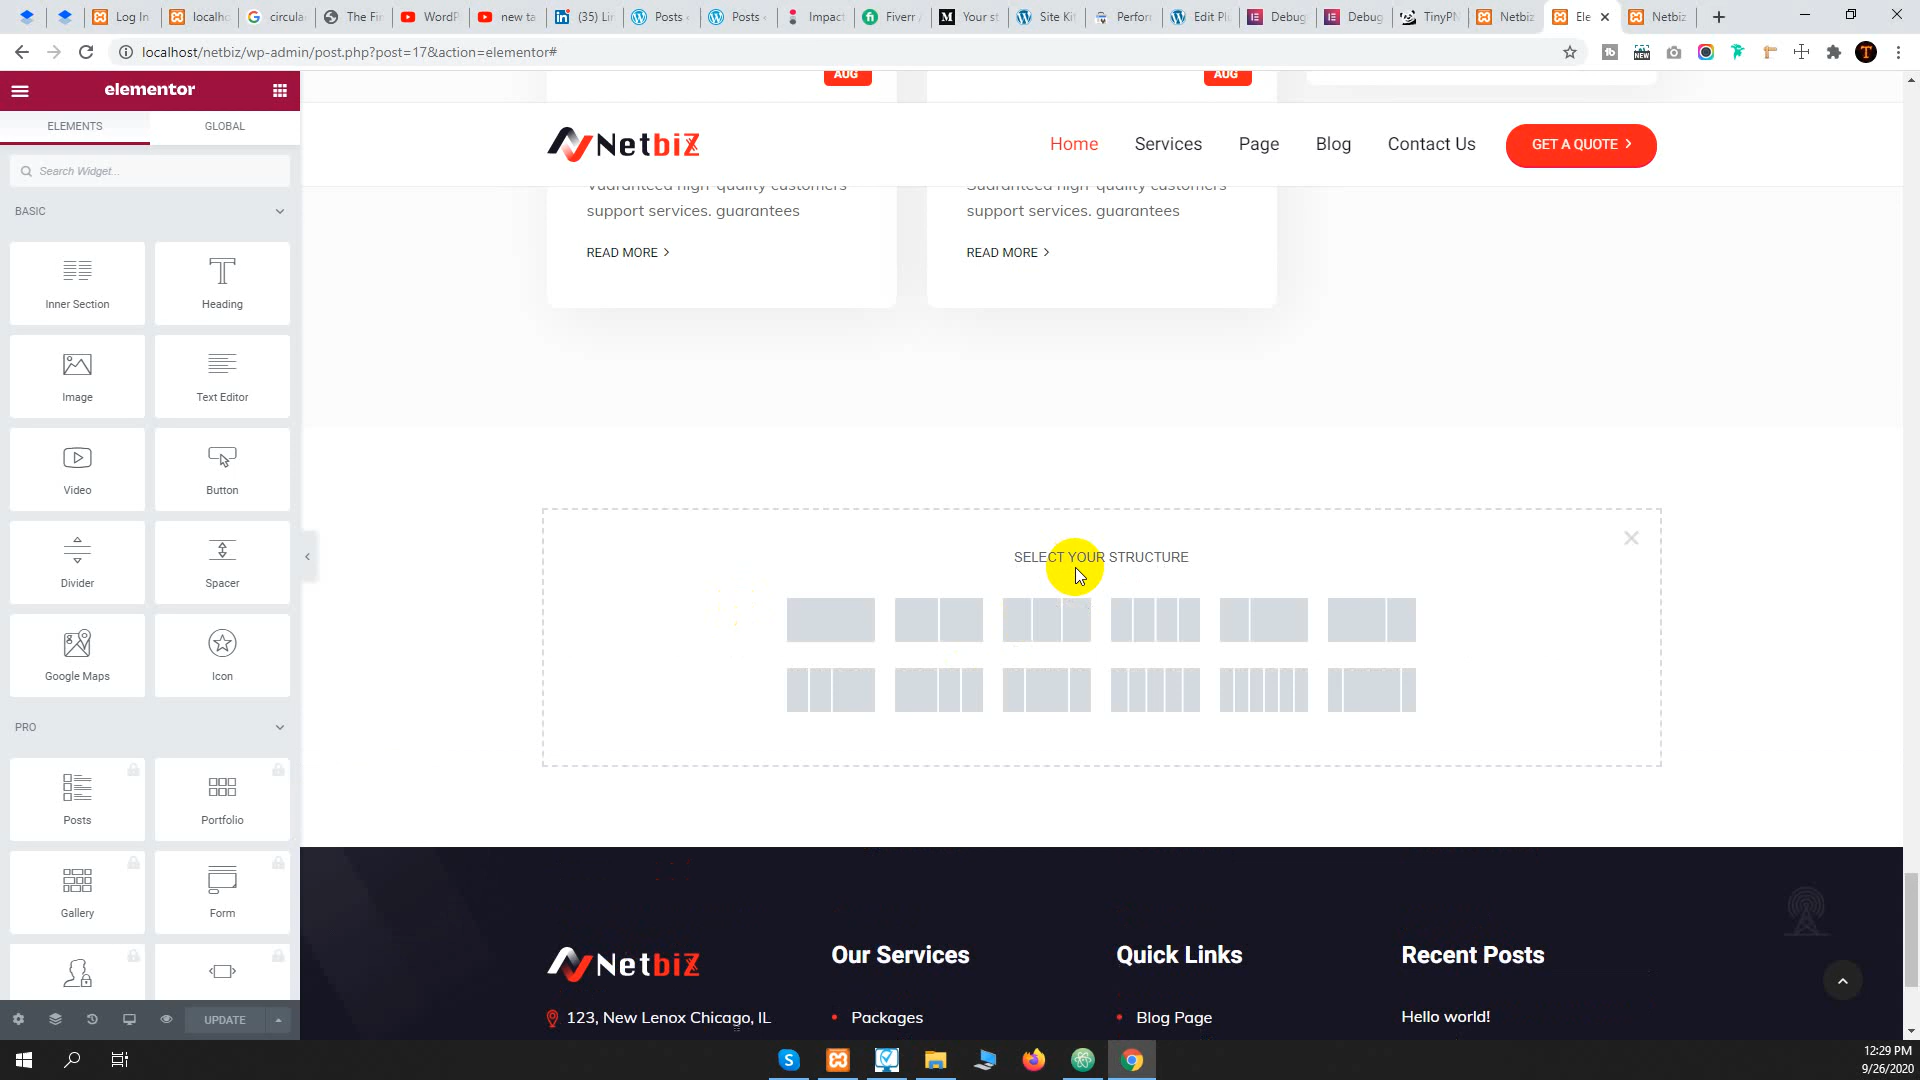 Log In
localho
circula
The Fi
WordP
new ta
(35) Li
Posts
Posts
Impact
Fiverr
Your st
Site Ki
Perfor
Edit Pl
Debug
Debug
TinyPN
Netbiz
Ele
Netbiz
localhost/netbiz/wp-admin/post.php?post=17&action=elementor#
elementor
ELEMENTS
GLOBAL
Search Widget...
BASIC
Inner Section
Heading
Image
Text Editor
Video
Button
Divider
Spacer
Google Maps
Icon
PRO
Posts
Portfolio
Gallery
Form
UPDATE
AUG
AUG
NetbiZ
Home
Services
Page
Blog
Contact Us
GET A QUOTE
support services. guarantees
READ MORE
support services. guarantees
READ MORE
SELECT YOUR STRUCTURE
NetbiZ
123, New Lenox Chicago, IL
Our Services
Packages
Quick Links
Blog Page
Recent Posts
Hello world!
12:29 PM
9/26/2020